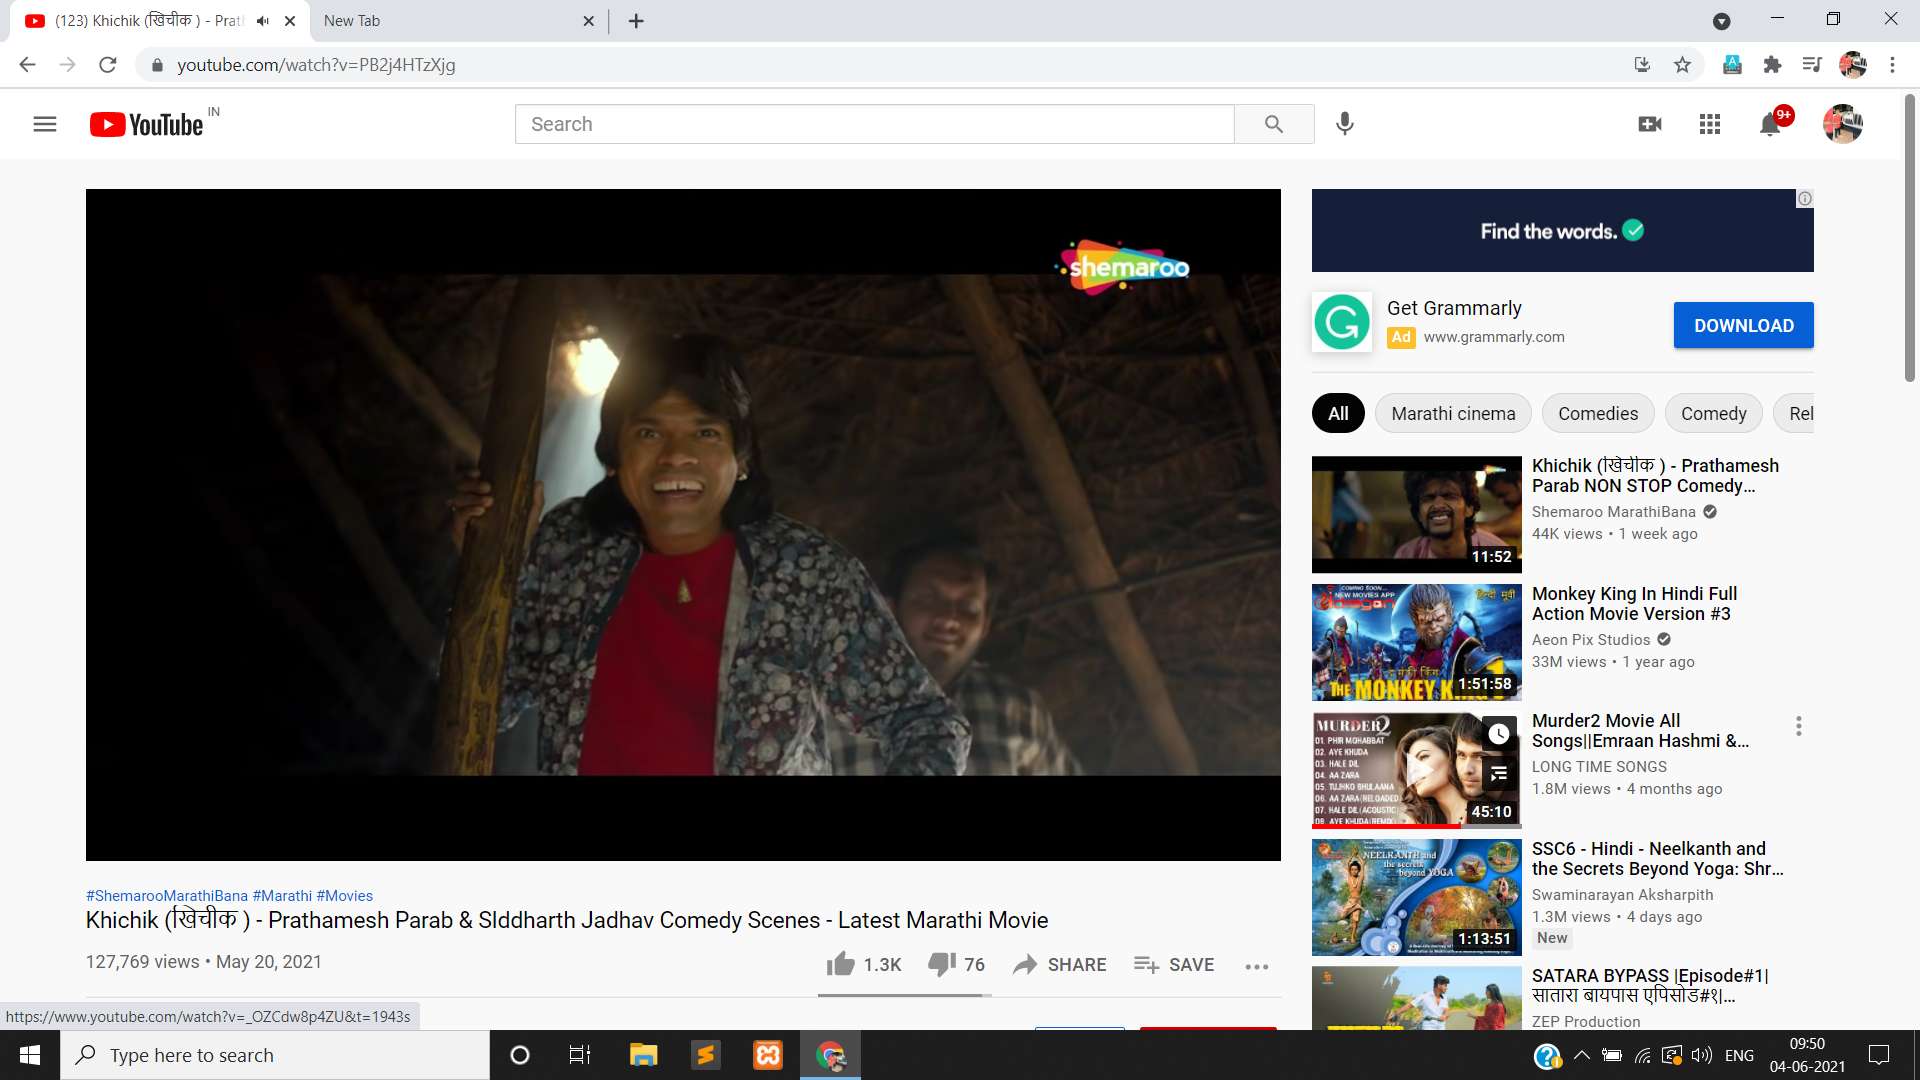 (123) Khichik (खिचीक ) - Prat
New Tab
youtube.com/watch?v=PB2j4HTzXjg
YouTube IN
Search
9+
shemaroo
Find the words.
Get Grammarly
Ad www.grammarly.com
DOWNLOAD
All Marathi cinema Comedies Comedy Rel
Khichik (खिचीक ) - Prathamesh
Parab NON STOP Comedy...
Shemaroo MarathiBana
44K views • 1 week ago
11:52
COMING SOON...
NEW MOVIES APP
हिन्दी मूवी
THE MONKEY K
1:51:58
Monkey King In Hindi Full
Action Movie Version #3
Aeon Pix Studios
33M views • 1 year ago
MURDER2
01. PHIR MOHABBAT
02. AYE KHUDA
03. HALE DIL
04. AA ZARA
05. TUJHKO BHULAANA
06. AA ZARA (RELOADED)
07. HALE DIL (ACOUSTIC)
08. AYE KHUDA (REMIX)
45:10
Murder2 Movie All
Songs||Emraan Hashmi &...
LONG TIME SONGS
1.8M views • 4 months ago
NEELKANTH and
the secrets
beyond YOGA
1:13:51
SSC6 - Hindi - Neelkanth and
the Secrets Beyond Yoga: Shr...
Swaminarayan Aksharpith
1.3M views • 4 days ago
New
SATARA BYPASS |Episode#1|
सातारा बायपास एपिसोड#१|...
ZEP Production
#ShemarooMarathiBana #Marathi #Movies
Khichik (खिचीक ) - Prathamesh Parab & SIddharth Jadhav Comedy Scenes - Latest Marathi Movie
127,769 views • May 20, 2021
1.3K 76 SHARE SAVE
https://www.youtube.com/watch?v=_OZCdw8p4ZU&t=1943s
Type here to search
ENG
09:50
04-06-2021